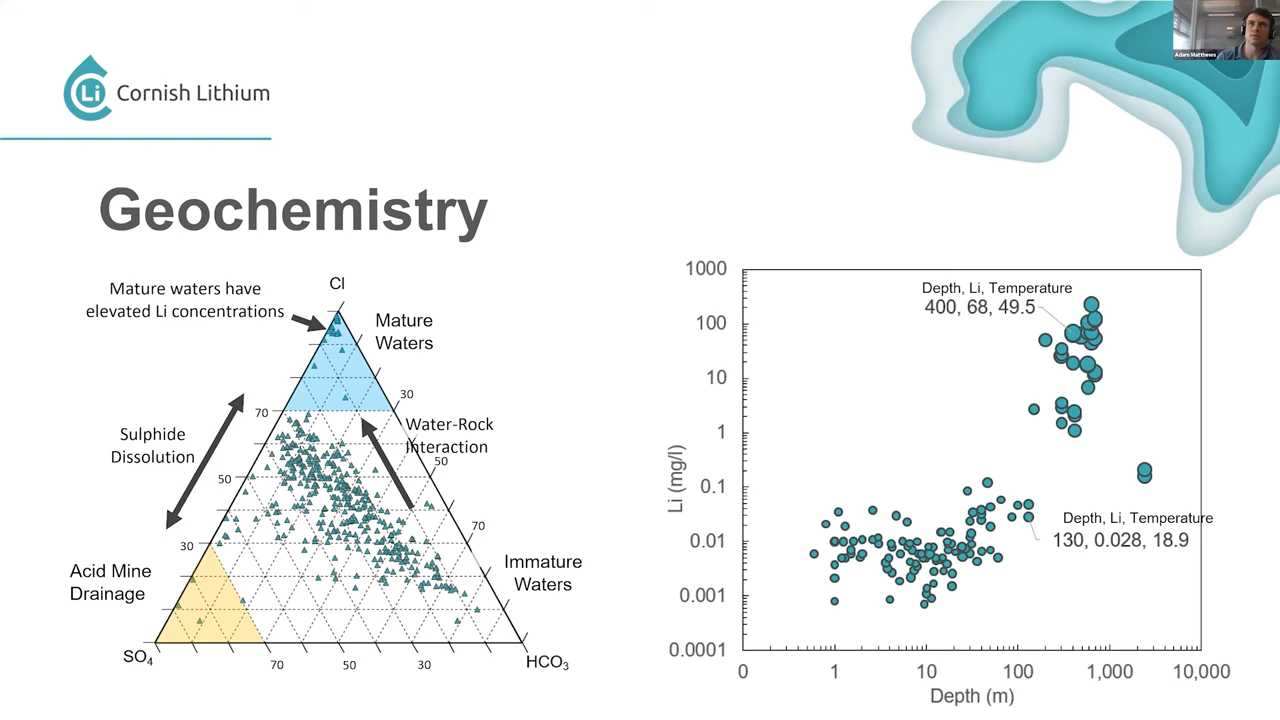 Adam Matthews
Li
Cornish Lithium
Geochemistry
Mature waters have
elevated Li concentrations
Cl
Mature
Waters
30
70
Water-Rock
Interaction
Sulphide
Dissolution
50
50
70
30
Immature
Waters
Acid Mine
Drainage
SO₄
70
50
30
HCO₃
1000
100
10
1
0.1
0.01
0.001
0.0001
Li (mg/l)
Depth, Li, Temperature
400, 68, 49.5
Depth, Li, Temperature
130, 0.028, 18.9
0
1
10
100
1,000
10,000
Depth (m)